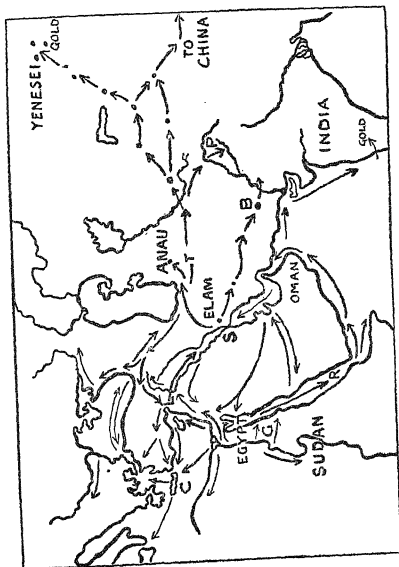 YENESEI
GOLD
TO
CHINA
ANAU
T
P
B
INDIA
GOLD
ELAM
S
OMAN
C
EGYPT
G
R
SUDAN